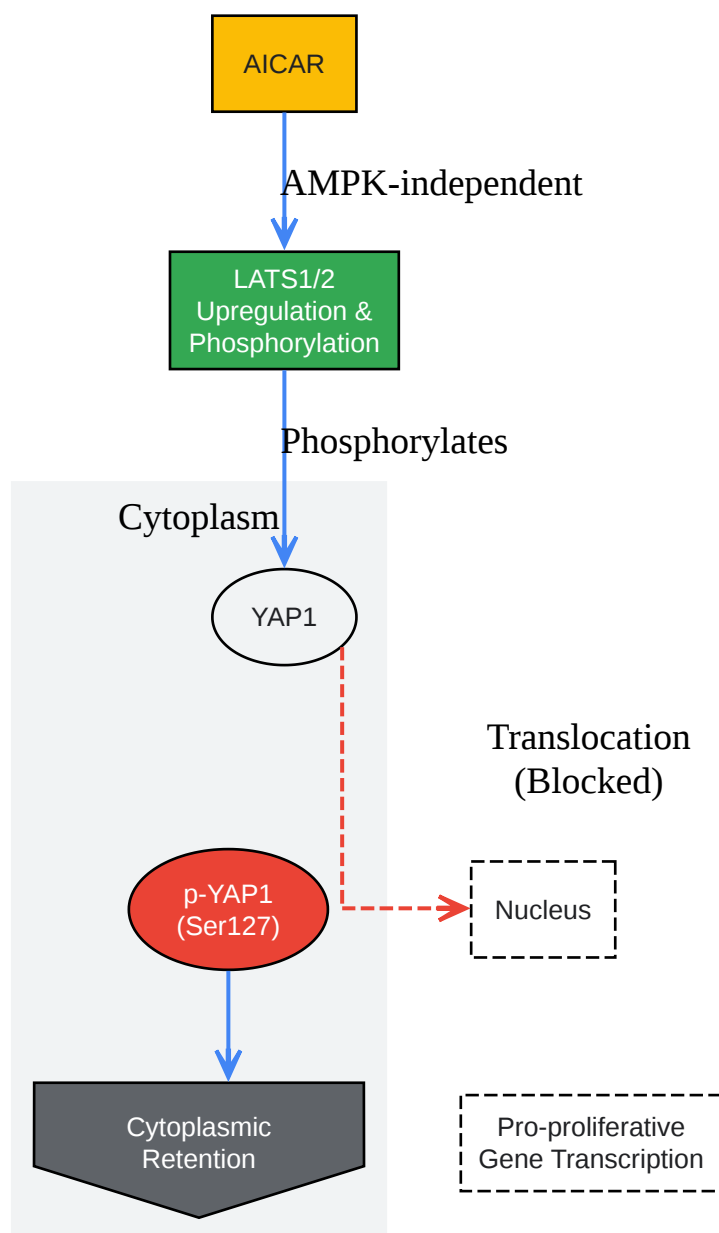 AICAR
AMPK-independent
LATS1/2
Upregulation &
Phosphorylation
Phosphorylates
Cytoplasm
YAP1
Translocation
(Blocked)
p-YAP1
(Ser127)
Nucleus
Cytoplasmic
Retention
Pro-proliferative
Gene Transcription